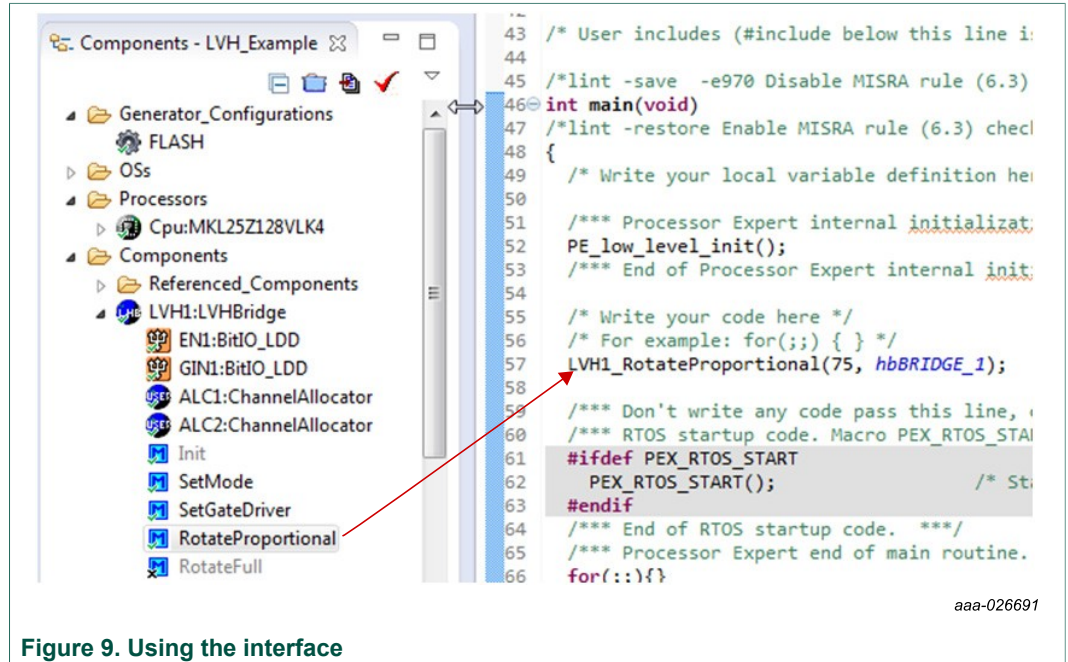 Components - LVH_Example
Generator_Configurations
FLASH
OSs
Processors
Cpu:MKL25Z128VLK4
Components
Referenced_Components
LVH1:LVHBridge
EN1:BitIO_LDD
GIN1:BitIO_LDD
ALC1:ChannelAllocator
ALC2:ChannelAllocator
Init
SetMode
SetGateDriver
RotateProportional
RotateFull
43 /* User includes (#include below this line i
44
45 /*lint -save  -e970 Disable MISRA rule (6.3)
46 int main(void)
47 /*lint -restore Enable MISRA rule (6.3) chec
48 {
49   /* Write your local variable definition he
50
51   /*** Processor Expert internal initializat
52   PE_low_level_init();
53   /*** End of Processor Expert internal init
54
55   /* Write your code here */
56   /* For example: for(;;) { } */
57   LVH1_RotateProportional(75, hbBRIDGE_1);
58
59   /*** Don't write any code pass this line,
60   /*** RTOS startup code. Macro PEX_RTOS_STA
61   #ifdef PEX_RTOS_START
62     PEX_RTOS_START();                 /* St
63   #endif
64   /*** End of RTOS startup code.  ***/
65   /*** Processor Expert end of main routine.
66   for(;;){}
aaa-026691
Figure 9. Using the interface